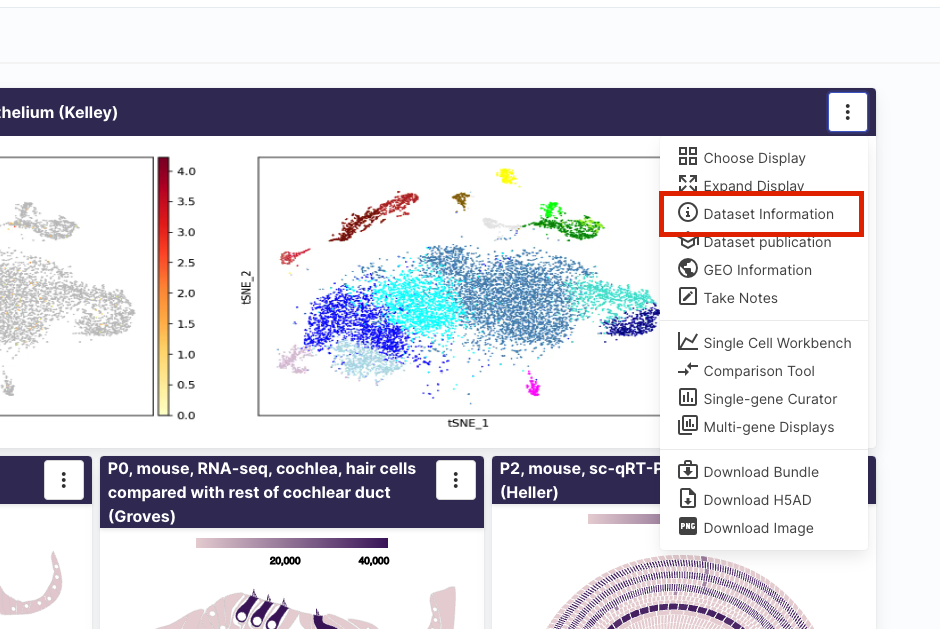 helium (Kelley)
Choose Display
Expand Display
Dataset Information
Dataset publication
GEO Information
Take Notes
Single Cell Workbench
Comparison Tool
Single-gene Curator
Multi-gene Displays
Download Bundle
Download H5AD
PNG Download Image
4.0
3.5
3.0
2.5
2.0
1.5
1.0
0.5
0.0
tSNE_2
tSNE_1
P0, mouse, RNA-seq, cochlea, hair cells
compared with rest of cochlear duct
(Groves)
20,000
40,000
P2, mouse, sc-qRT-P
(Heller)